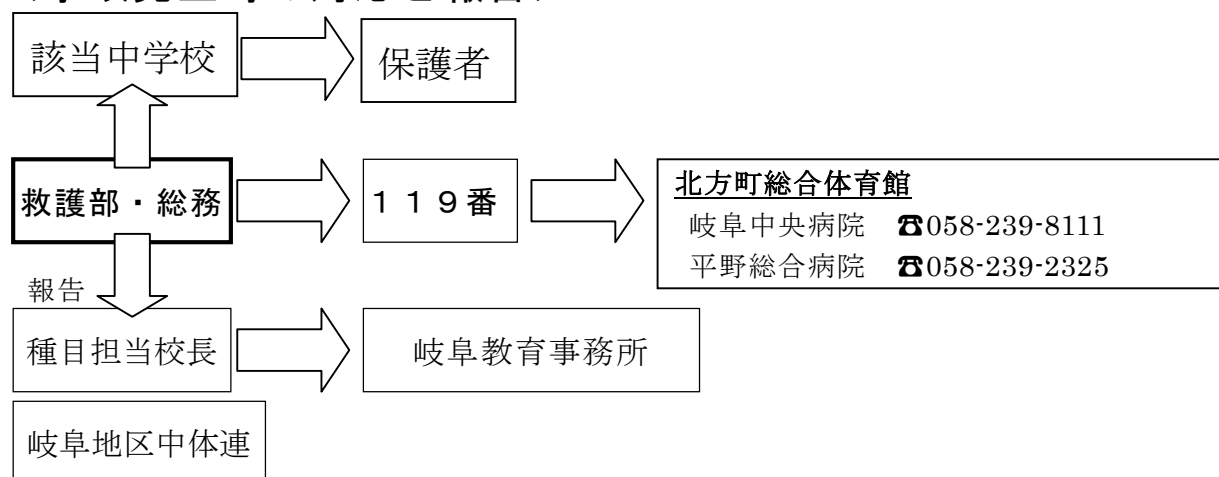 該当中学校
保護者
救護部・総務
１１９番
北方町総合体育館
岐阜中央病院　☎058-239-8111
平野総合病院　☎058-239-2325
報告
種目担当校長
岐阜教育事務所
岐阜地区中体連